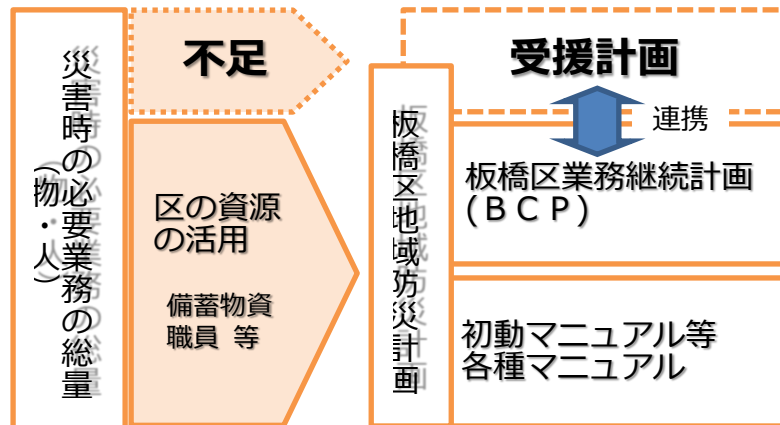 災害時の必要業務の総量
(物・人)
不足
区の資源
の活用
備蓄物資
職員 等
板橋区地域防災計画
受援計画
連携
板橋区業務継続計画
(ＢＣＰ)
初動マニュアル等
各種マニュアル